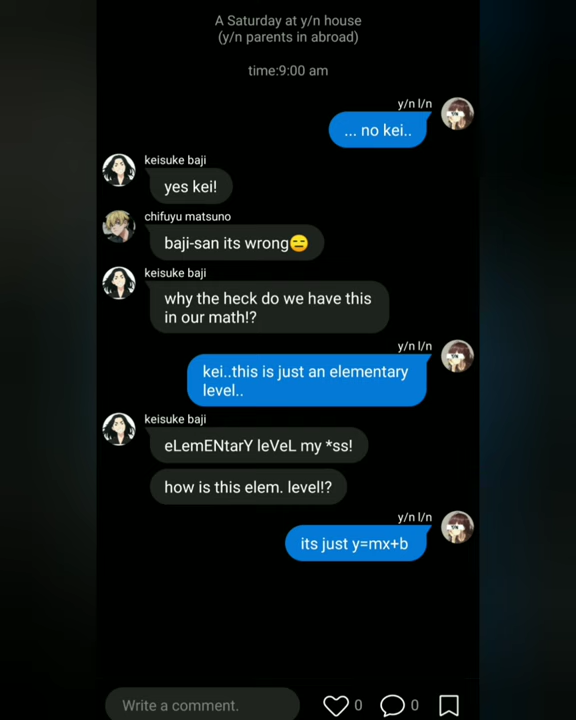 A Saturday at y/n house
(y/n parents in abroad)
time:9:00 am
y/n l/n
... no kei..
keisuke baji
yes kei!
chifuyu matsuno
baji-san its wrong😑
keisuke baji
why the heck do we have this
in our math!?
y/n l/n
kei..this is just an elementary
level..
keisuke baji
eLemENtarY leVeL my *ss!
how is this elem. level!?
y/n l/n
its just y=mx+b
Write a comment.
0
0